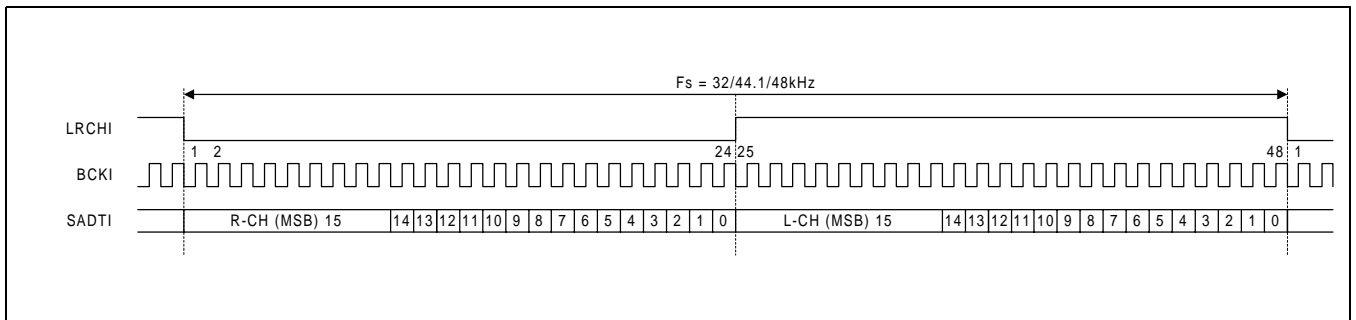 Fs = 32/44.1/48kHz
LRCHI
1 2 24 25 48 1
BCKI
SADTI R-CH (MSB) 15 14 13 12 11 10 9 8 7 6 5 4 3 2 1 0 L-CH (MSB) 15 14 13 12 11 10 9 8 7 6 5 4 3 2 1 0